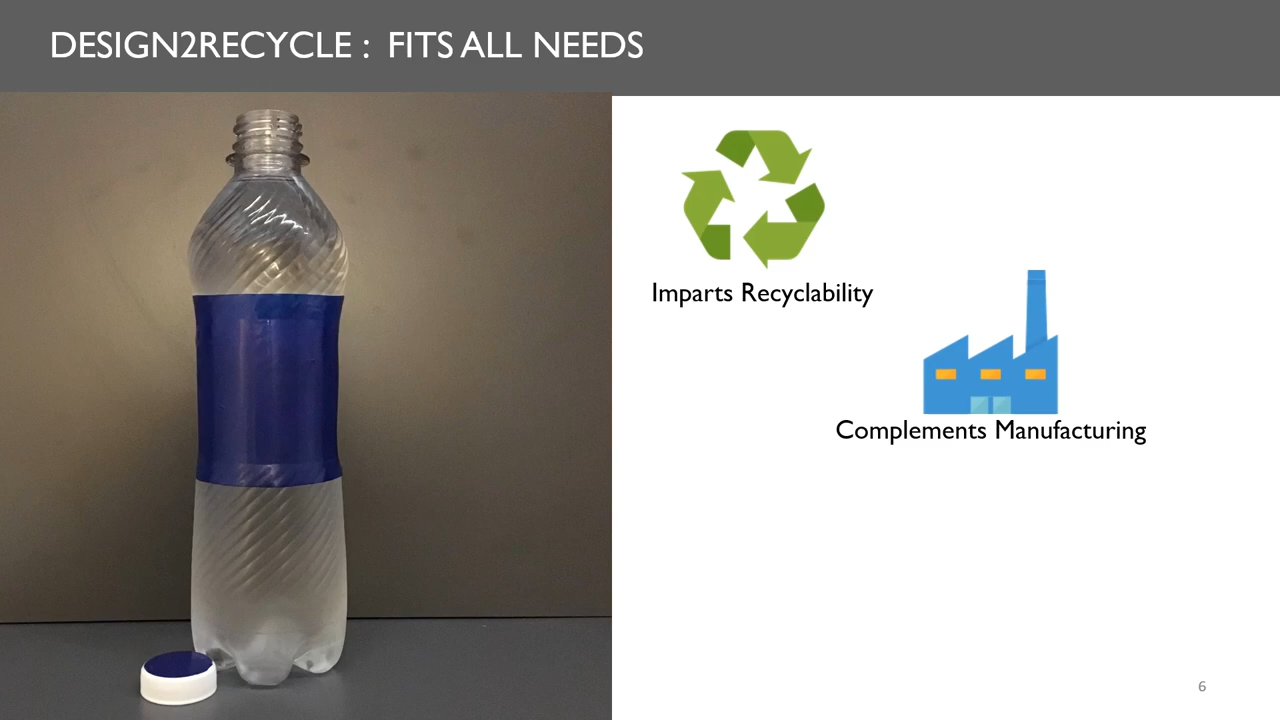 DESIGN2RECYCLE : FITS ALL NEEDS
Imparts Recyclability
Complements Manufacturing
6